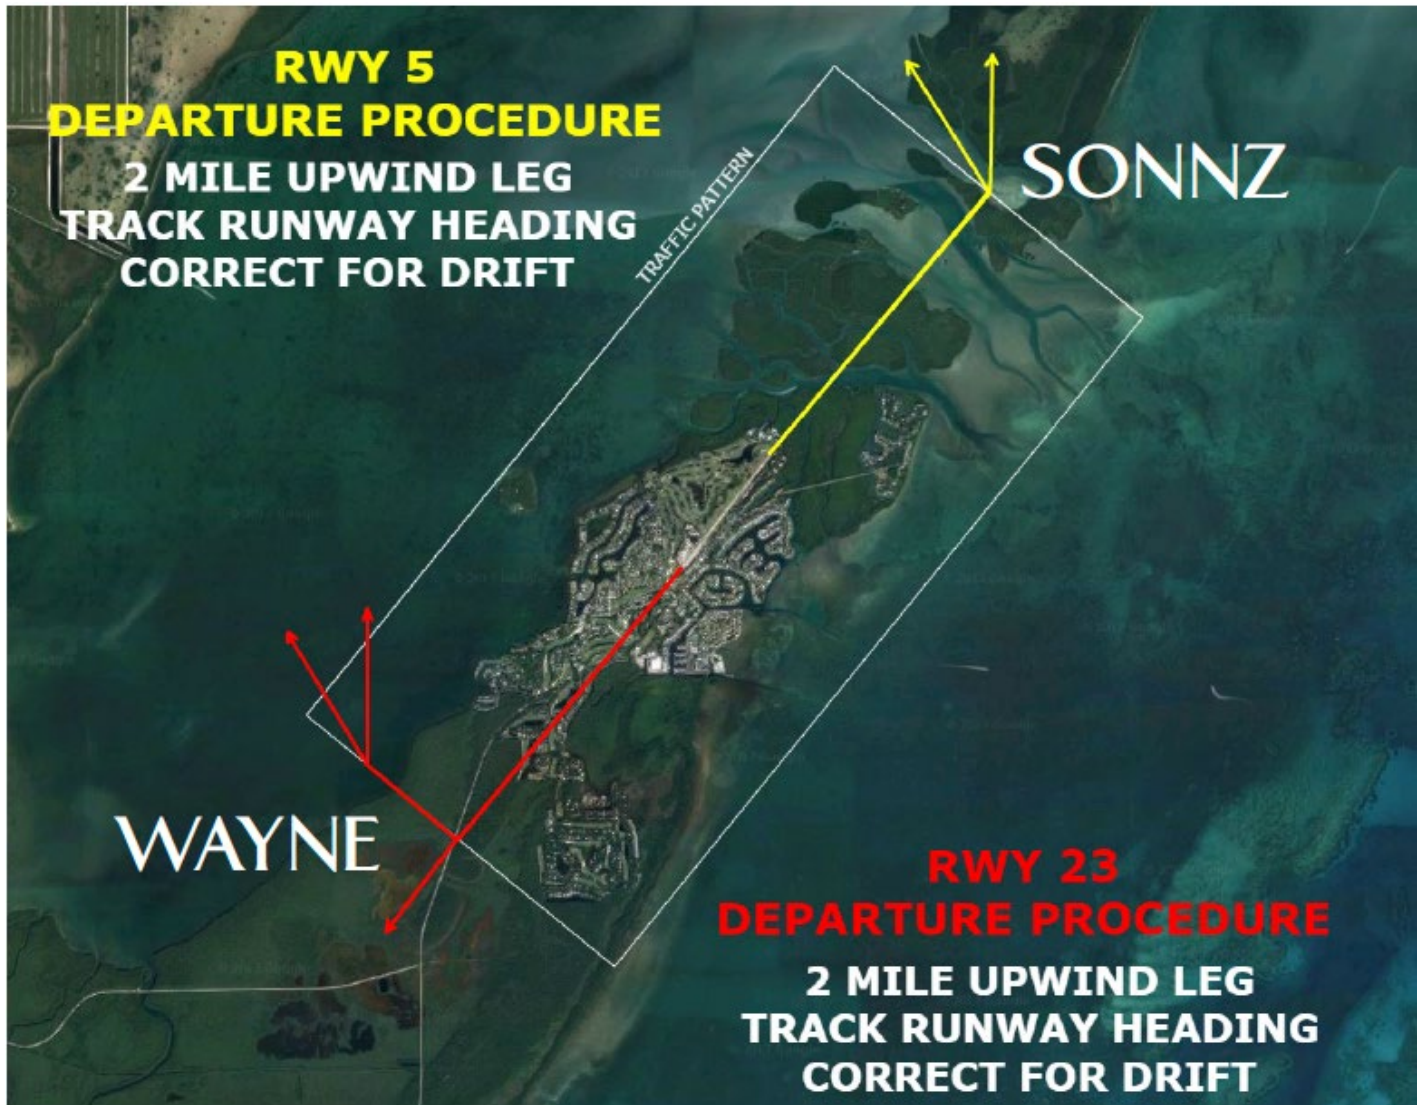 RWY 5
DEPARTURE PROCEDURE
2 MILE UPWIND LEG
TRACK RUNWAY HEADING
CORRECT FOR DRIFT
TRAFFIC PATTERN
SONNZ
WAYNE
RWY 23
DEPARTURE PROCEDURE
2 MILE UPWIND LEG
TRACK RUNWAY HEADING
CORRECT FOR DRIFT